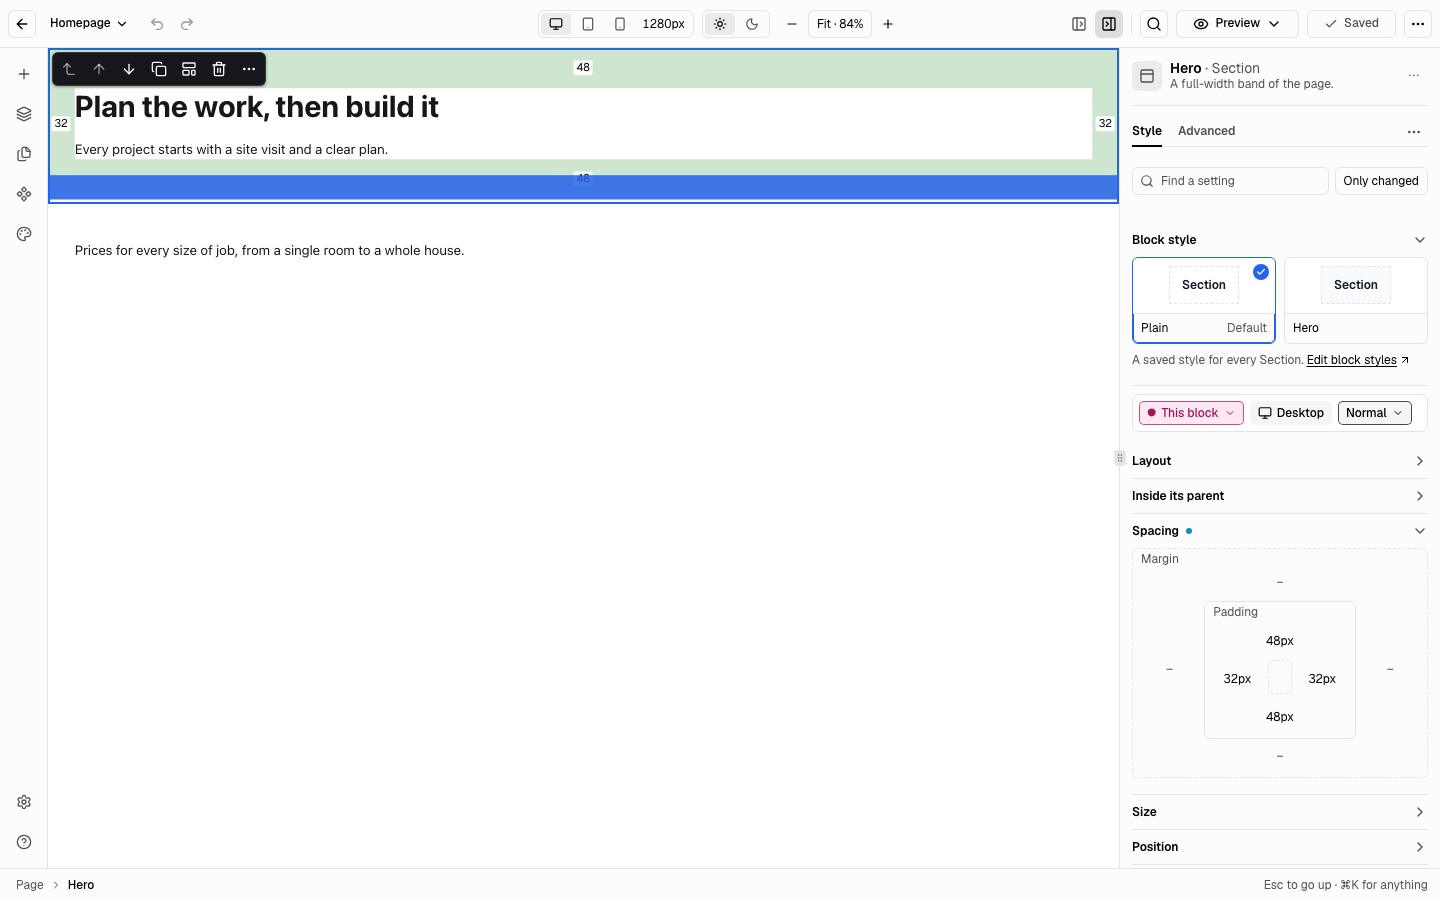 Homepage
1280px
Fit · 84%
Preview
Saved
48
Plan the work, then build it
32
32
Every project starts with a site visit and a clear plan.
48
Prices for every size of job, from a single room to a whole house.
Hero · Section
A full-width band of the page.
Style
Advanced
Find a setting
Only changed
Block style
Section
Section
Plain
Default
Hero
A saved style for every Section. Edit block styles
This block
Desktop
Normal
Layout
Inside its parent
Spacing
Margin
–
Padding
48px
–
32px
32px
–
48px
–
Size
Position
Page
Hero
Esc to go up · ⌘K for anything